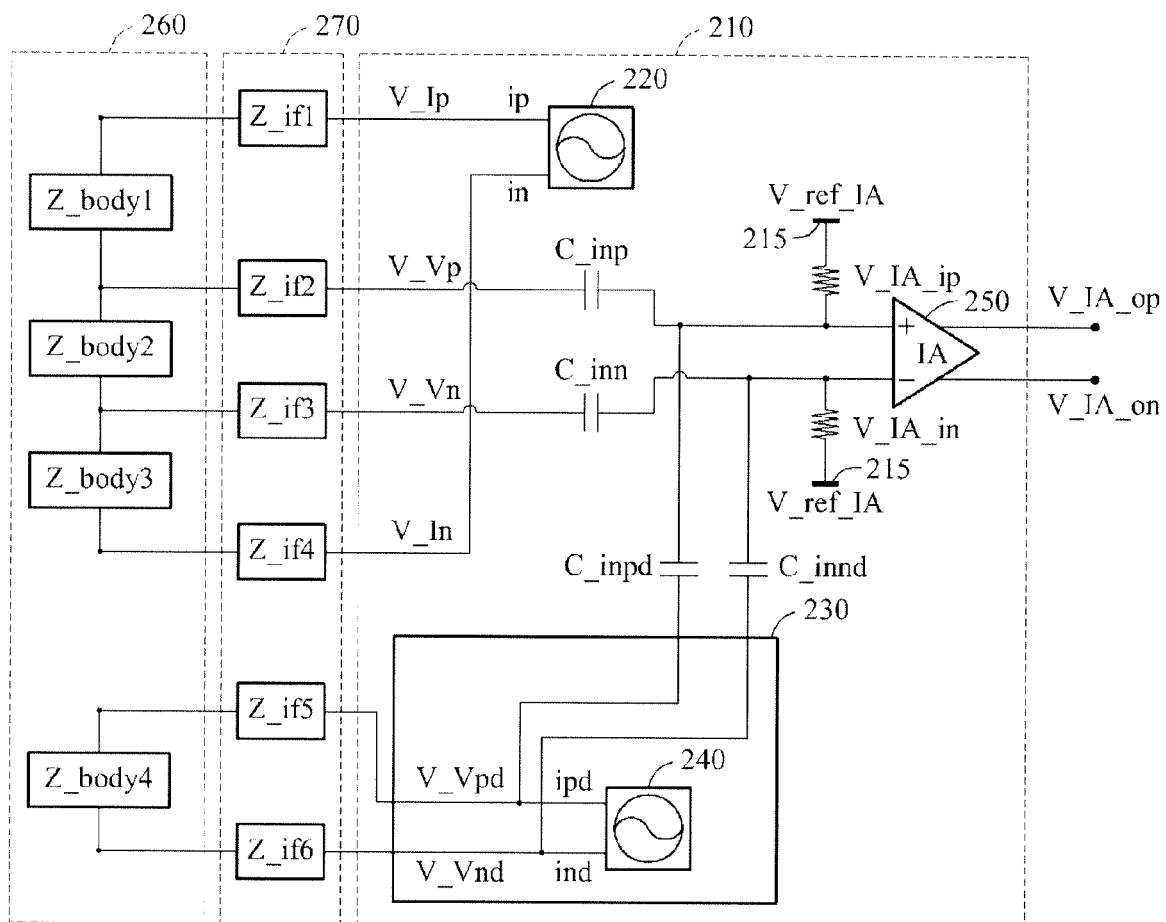 260
270
210
Z_if1
V_Ip
ip
220
in
Z_body1
V_ref_IA
215
C_inp
Z_if2
V_Vp
V_IA_ip
250
V_IA_op
+
IA
−
Z_body2
C_inn
Z_if3
V_Vn
V_IA_on
V_IA_in
215
V_ref_IA
Z_body3
Z_if4
V_In
C_inpd
C_innd
230
Z_if5
Z_body4
V_Vpd
ipd
240
Z_if6
V_Vnd
ind